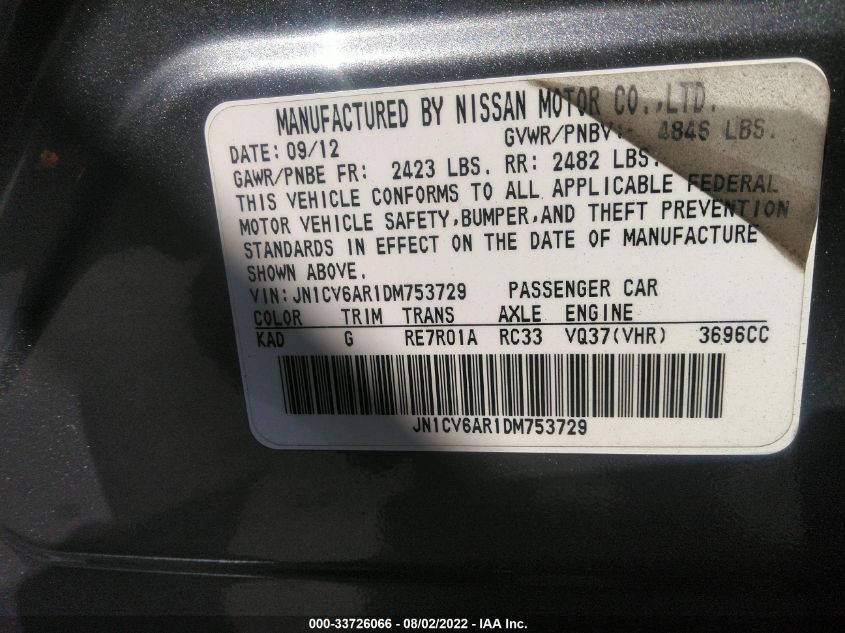 MANUFACTURED BY NISSAN MOTOR CO.,LTD.
DATE: 09/12 GVWR/PNBV: 4845 LBS.
GAWR/PNBE FR: 2423 LBS. RR: 2482 LBS.
THIS VEHICLE CONFORMS TO ALL APPLICABLE FEDERAL
MOTOR VEHICLE SAFETY,BUMPER,AND THEFT PREVENTION
STANDARDS IN EFFECT ON THE DATE OF MANUFACTURE
SHOWN ABOVE.
VIN:JN1CV6AR1DM753729 PASSENGER CAR
COLOR TRIM TRANS AXLE ENGINE
KAD G RE7R01A RC33 VQ37(VHR) 3696CC
JN1CV6AR1DM753729
000-33726066 - 08/02/2022 - IAA Inc.